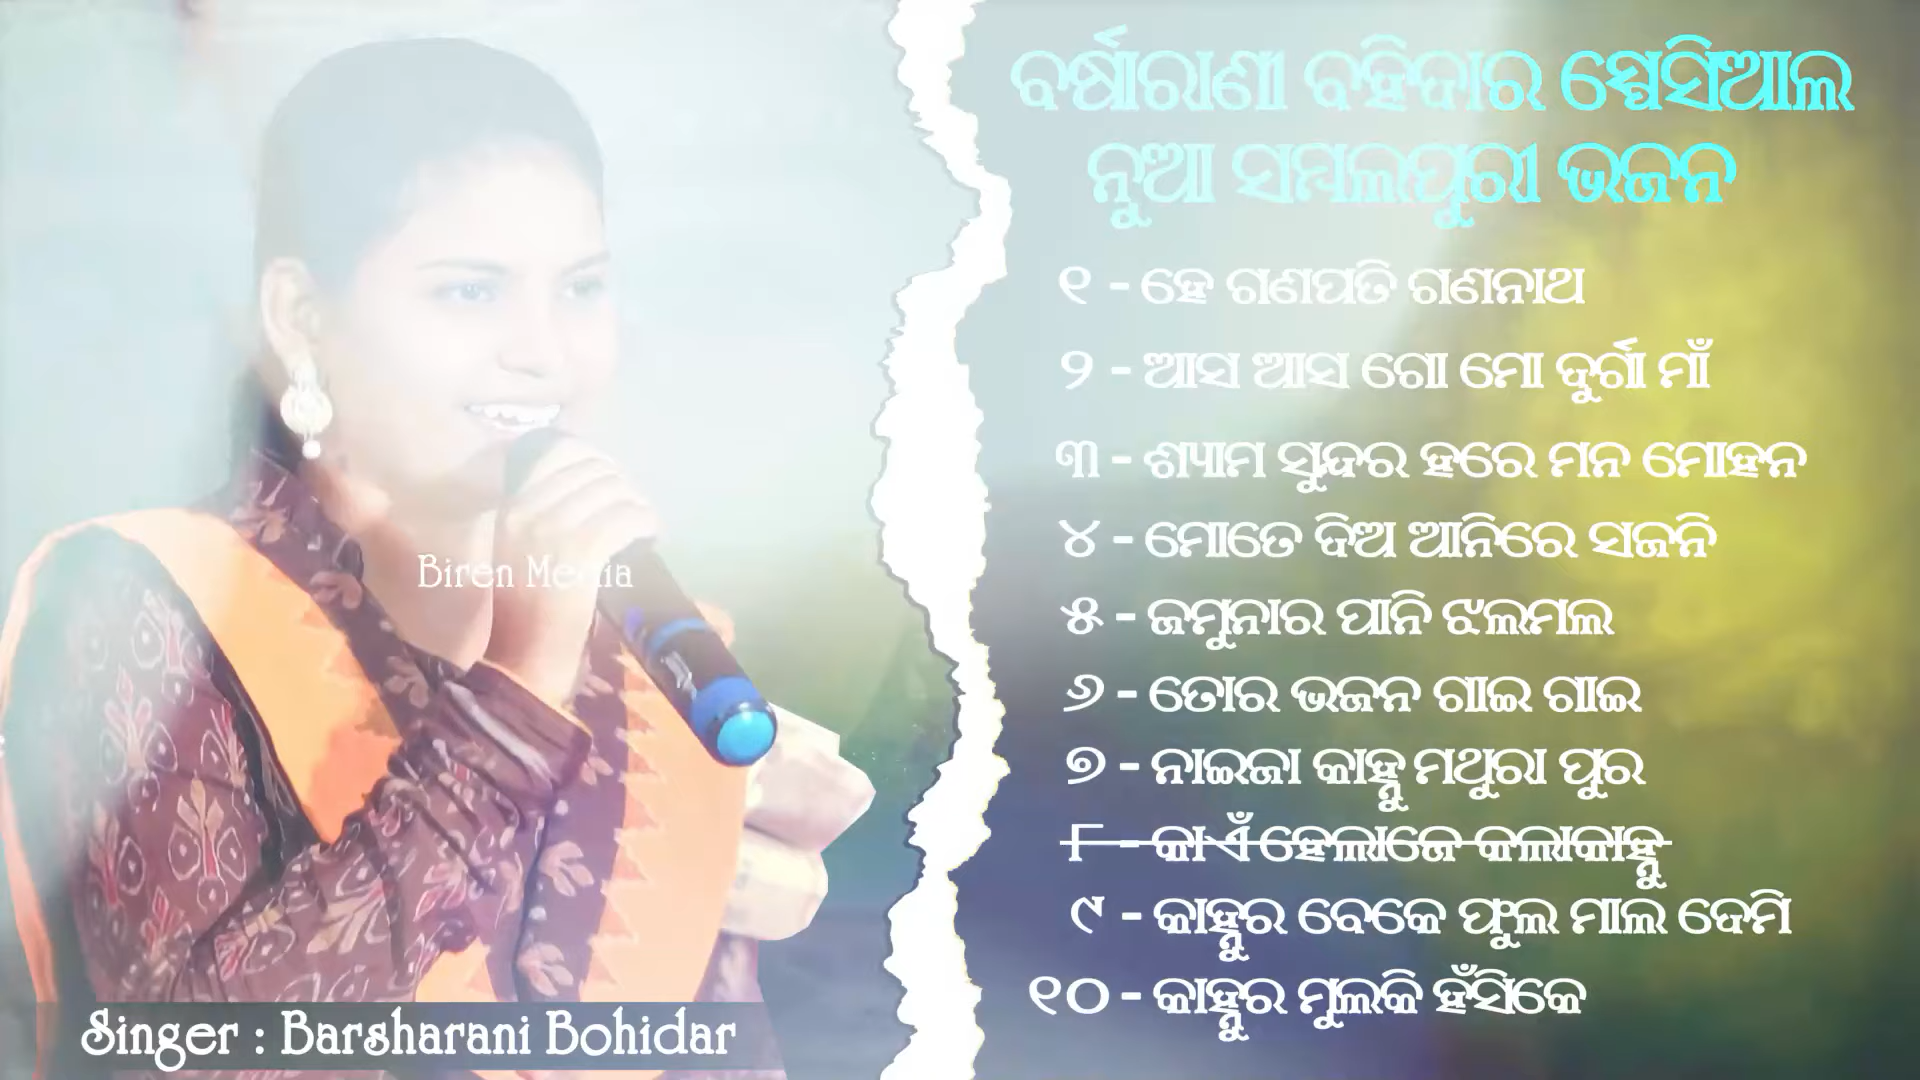 ବର୍ଷାରାଣୀ ବହିଦାର ସ୍ପେସିଆଲ
ନୁଆ ସମ୍ବଲପୁରୀ ଭଜନ
୧ - ହେ ଗଣପତି ଗଣନାଥ
୨ - ଆସ ଆସ ଗୋ ମୋ ଦୁର୍ଗା ମାଁ
୩ - ଶ୍ୟାମ ସୁନ୍ଦର ହରେ ମନ ମୋହନ
୪ - ମୋତେ ଦିଅ ଆନିରେ ସଜନି
୫ - ଜମୁନାର ପାନି ଝଲମଲ
୬ - ତୋର ଭଜନ ଗାଇ ଗାଇ
୭ - ନାଇଜା କାହ୍ନୁ ମଥୁରା ପୁର
୮ - କାଏଁ ହେଲାଜେ କଲାକାହ୍ନୁ
୯ - କାହ୍ନୁର ବେକେ ଫୁଲ ମାଲ ଦେମି
୧୦ - କାହ୍ନୁର ମୁଲକି ହଁସିକେ
Biren Media
Singer : Barsharani Bohidar